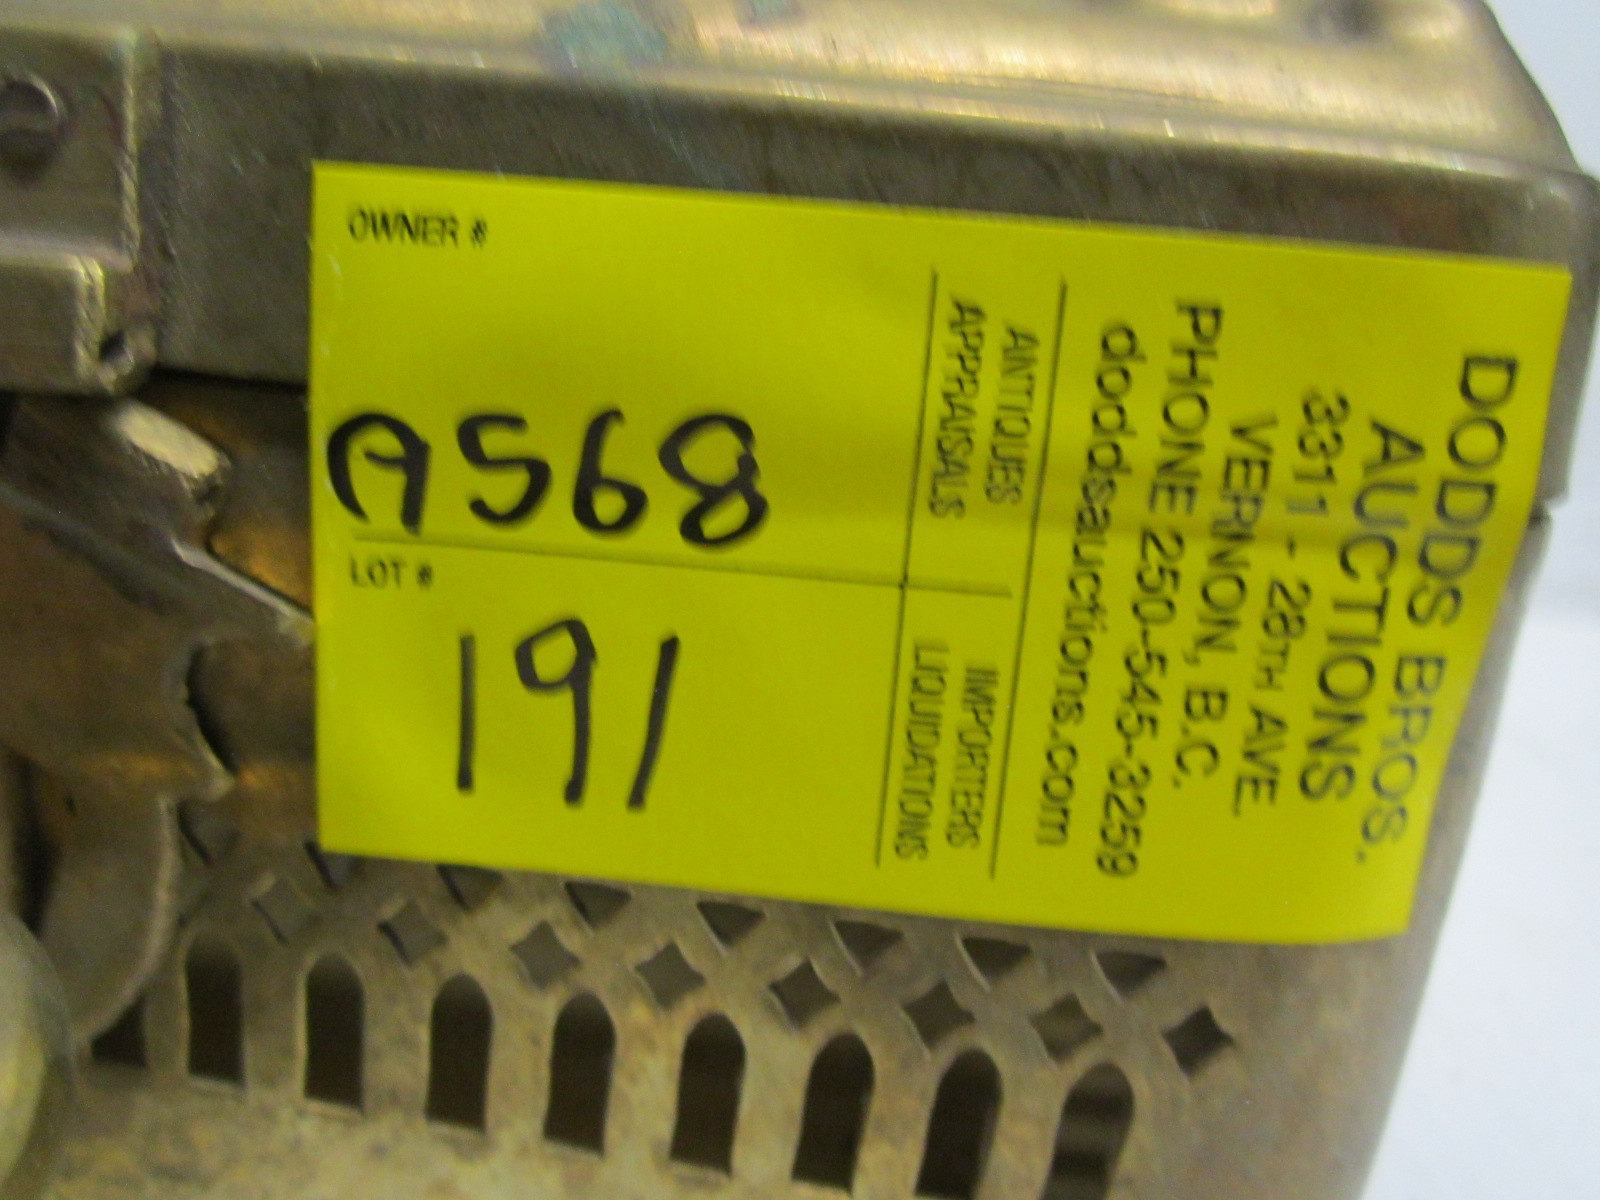 OWNER #
A568
LOT #
191
DODDS BROS.
AUCTIONS
3311 - 28TH AVE.
VERNON, B.C.
PHONE 250-545-3259
doddsauctions.com
ANTIQUES
APPRAISALS
IMPORTERS
LIQUIDATIONS